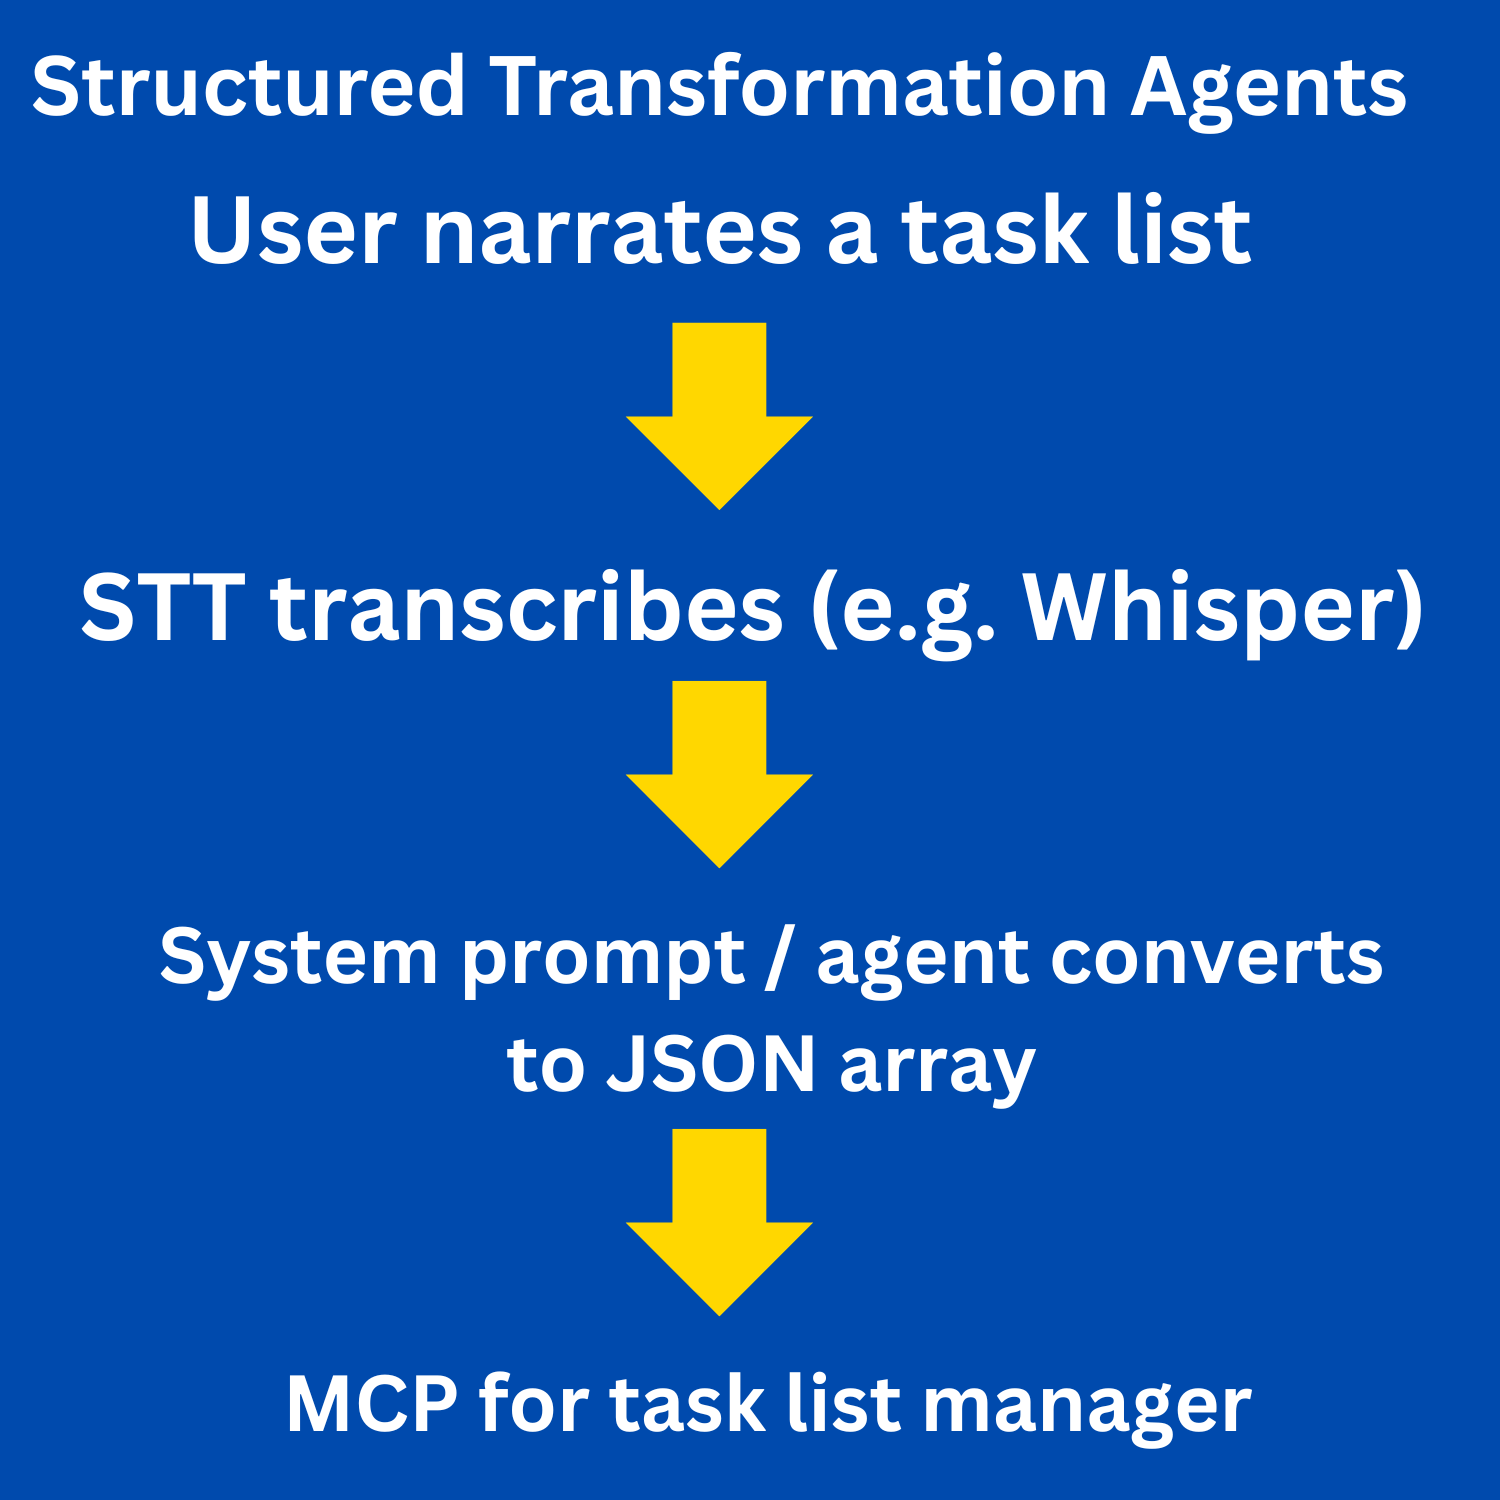 Structured Transformation Agents
User narrates a task list
STT transcribes (e.g. Whisper)
System prompt / agent converts
to JSON array
MCP for task list manager